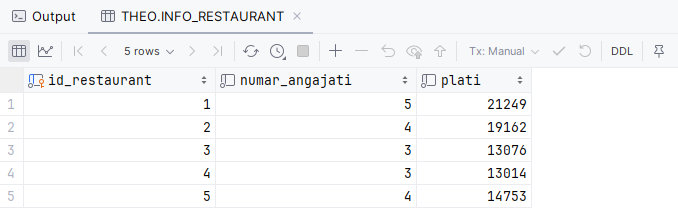 Output THEO.INFO_RESTAURANT
5 rows Tx: Manual DDL
id_restaurant numar_angajati plati
1 1 5 21249
2 2 4 19162
3 3 3 13076
4 4 3 13014
5 5 4 14753